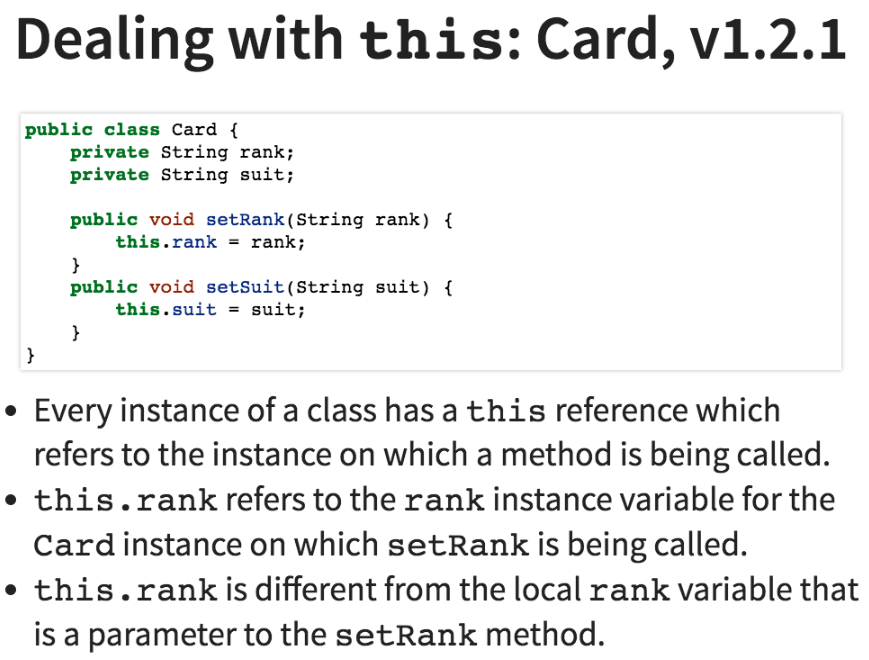 Dealing with this: Card, v1.2.1
public class Card {
    private String rank;
    private String suit;

    public void setRank(String rank) {
        this.rank = rank;
    }
    public void setSuit(String suit) {
        this.suit = suit;
    }
}
• Every instance of a class has a this reference which
refers to the instance on which a method is being called.
• this.rank refers to the rank instance variable for the
Card instance on which setRank is being called.
• this.rank is different from the local rank variable that
is a parameter to the setRank method.